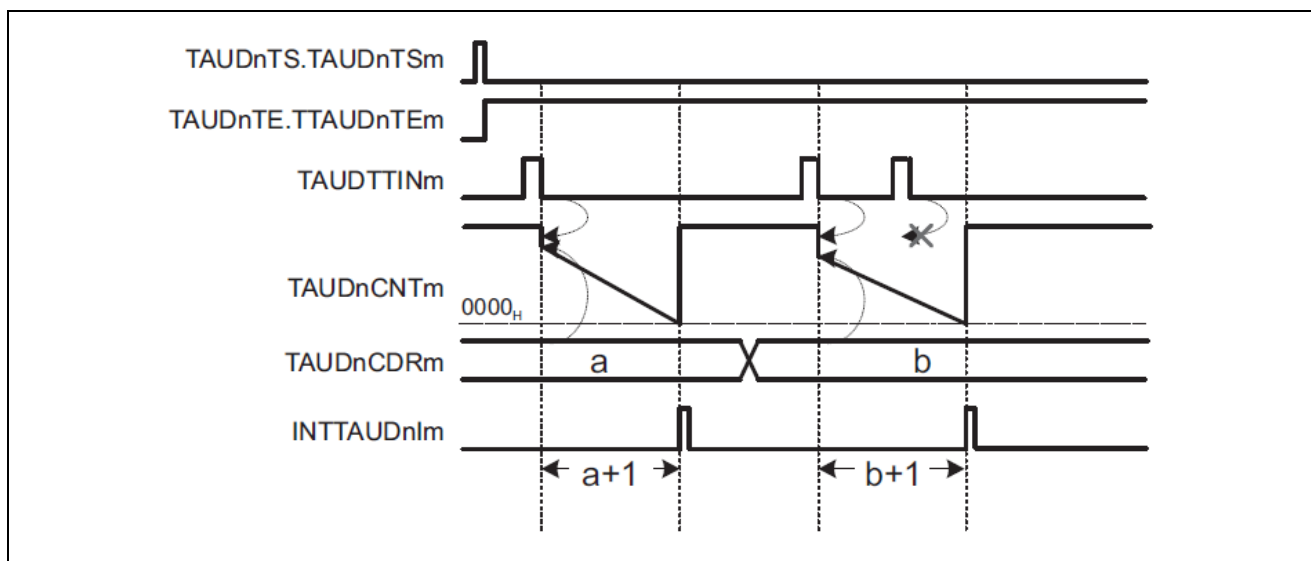 TAUDnTS.TAUDnTSm
TAUDnTE.TTAUDnTEm
TAUDTTINm
TAUDnCNTm
0000H
TAUDnCDRm
a
b
INTTAUDnIm
a+1
b+1